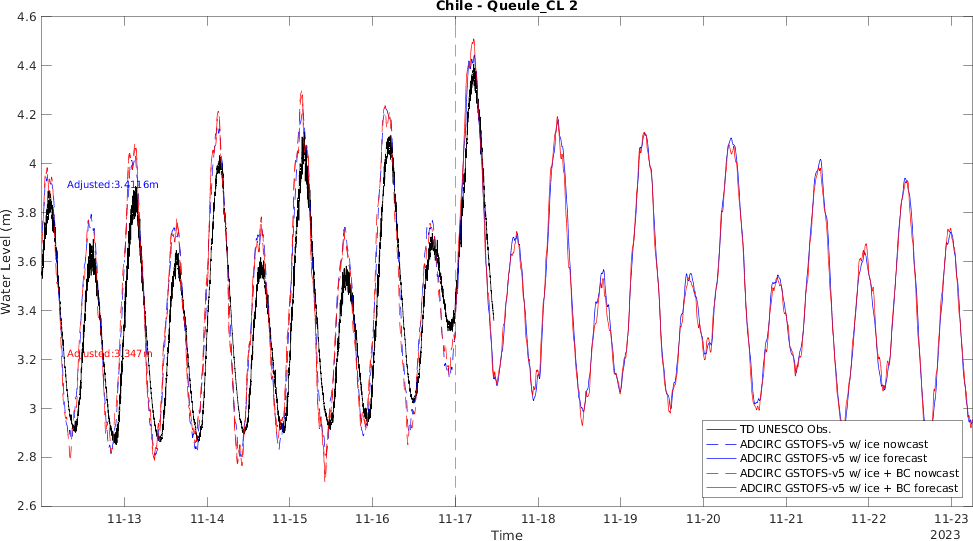 Chile - Queule_CL 2
4.6
4.4
4.2
4
3.8
3.6
3.4
3.2
3
2.8
2.6
Water Level (m)
Adjusted:3.4116m
Adjusted:3.347m
TD UNESCO Obs.
ADCIRC GSTOFS-v5 w/ ice nowcast
ADCIRC GSTOFS-v5 w/ ice forecast
ADCIRC GSTOFS-v5 w/ ice + BC nowcast
ADCIRC GSTOFS-v5 w/ ice + BC forecast
11-13 11-14 11-15 11-16 11-17 11-18 11-19 11-20 11-21 11-22 11-23
2023
Time